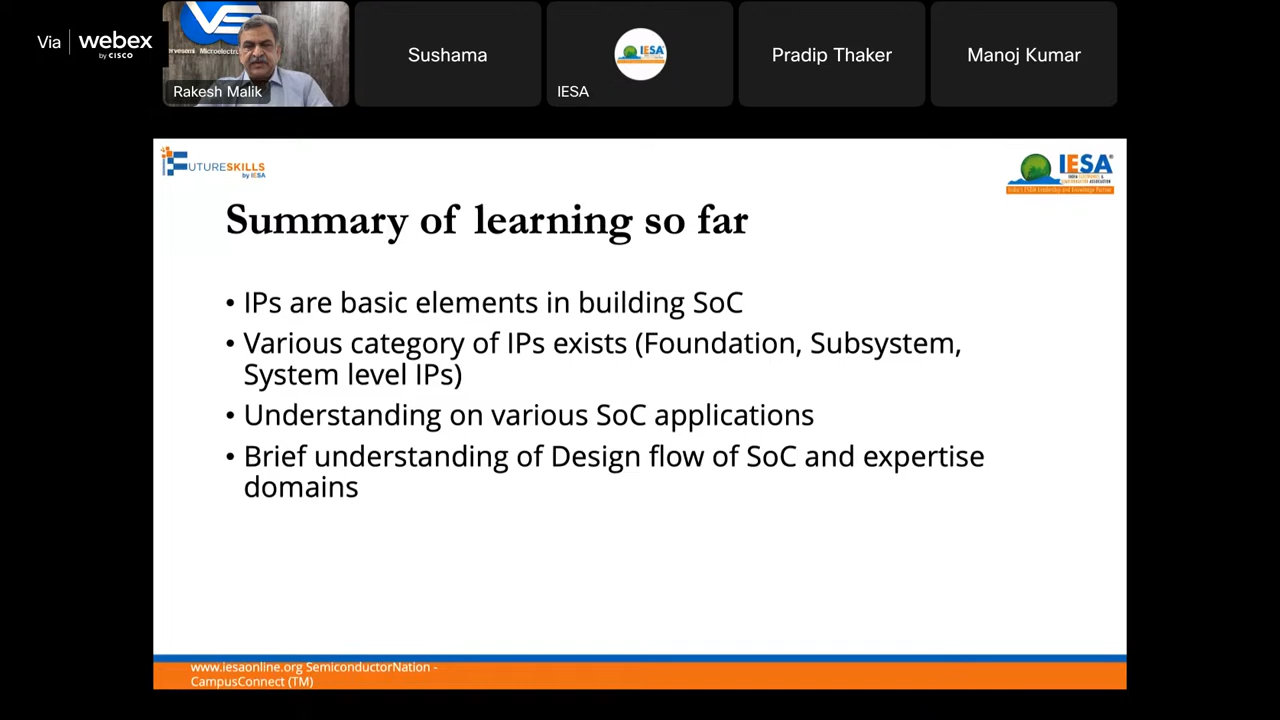 Via webex
by CISCO
VS
Rakesh Malik
Sushama
IESA
IESA
Pradip Thaker
Manoj Kumar
FUTURESKILLS
by IESA
IESA
Summary of learning so far
• IPs are basic elements in building SoC
• Various category of IPs exists (Foundation, Subsystem,
System level IPs)
• Understanding on various SoC applications
• Brief understanding of Design flow of SoC and expertise
domains
www.iesaonline.org SemiconductorNation -
CampusConnect (TM)